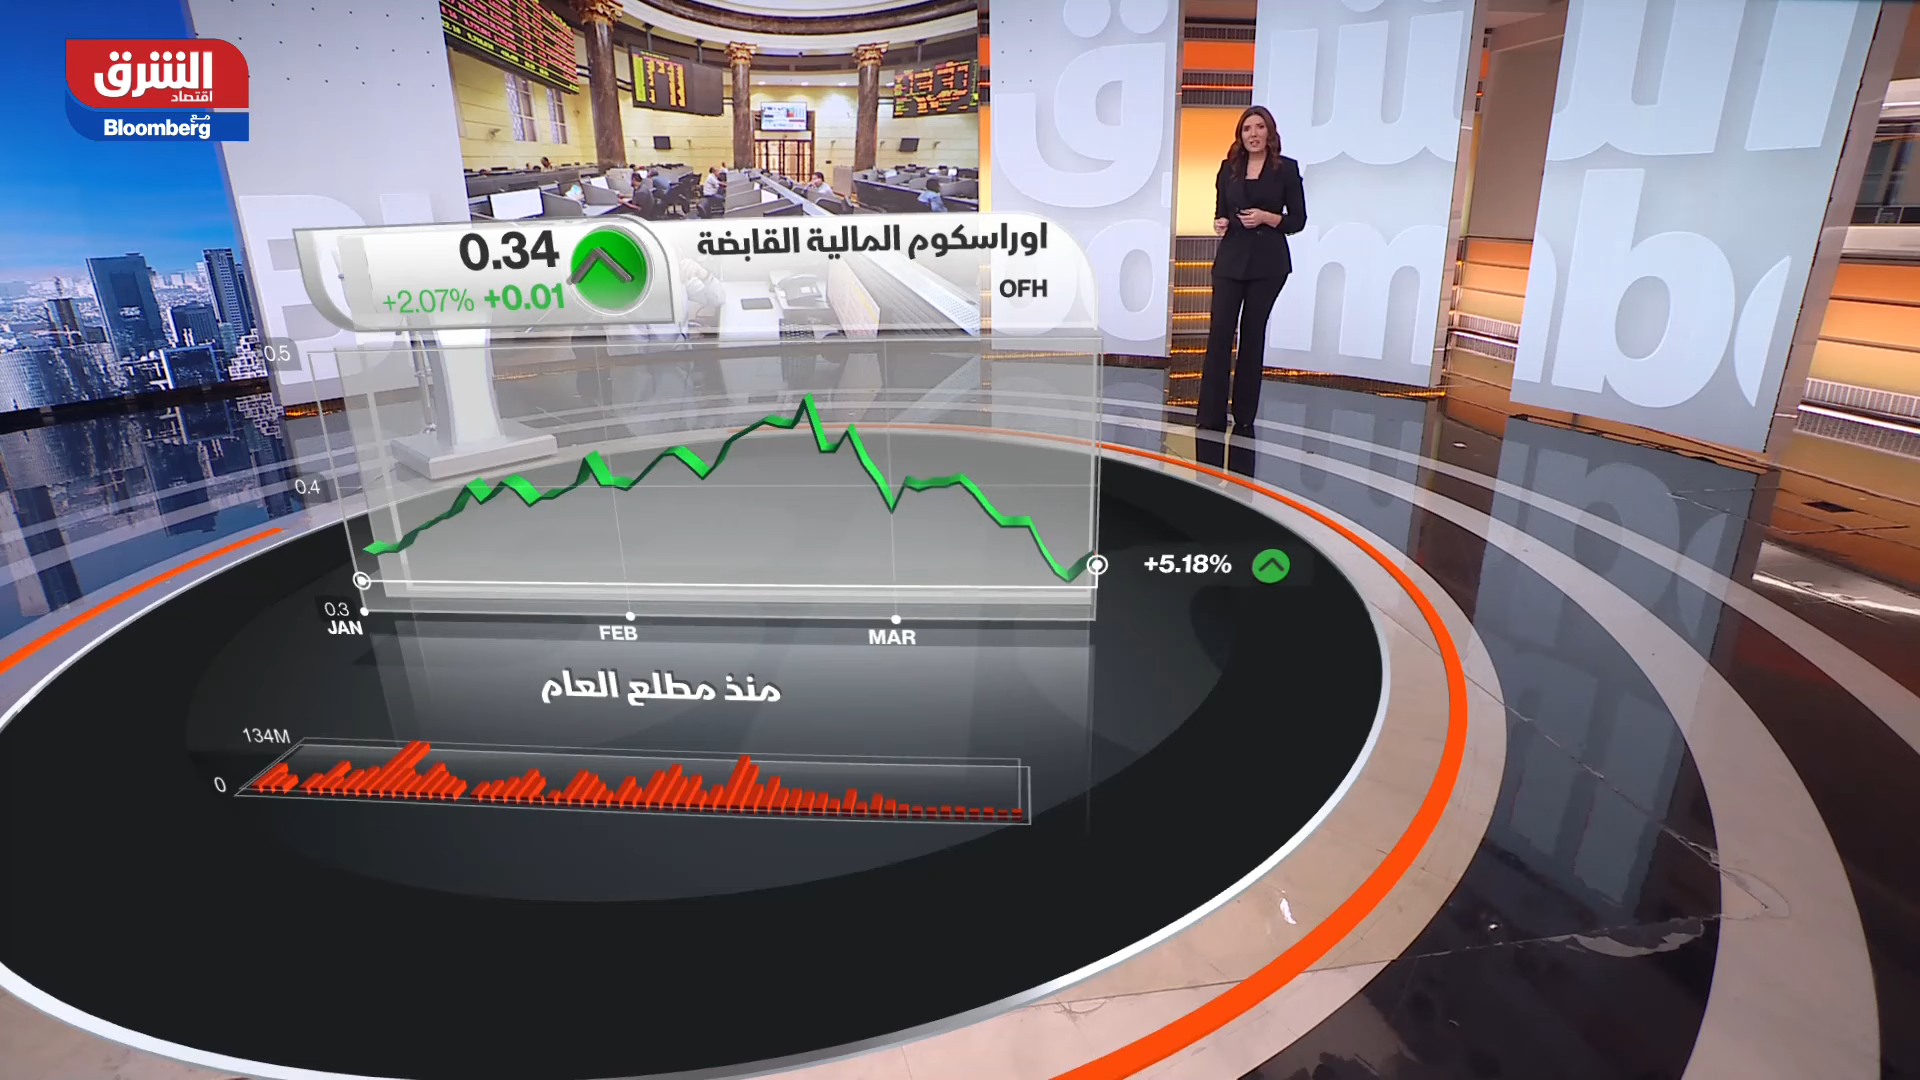 الشرق
اقتصاد
مع
Bloomberg
اوراسكوم المالية القابضة
OFH
0.34
+2.07% +0.01
0.5
0.4
0.3
JAN
FEB
MAR
+5.18%
منذ مطلع العام
134M
0